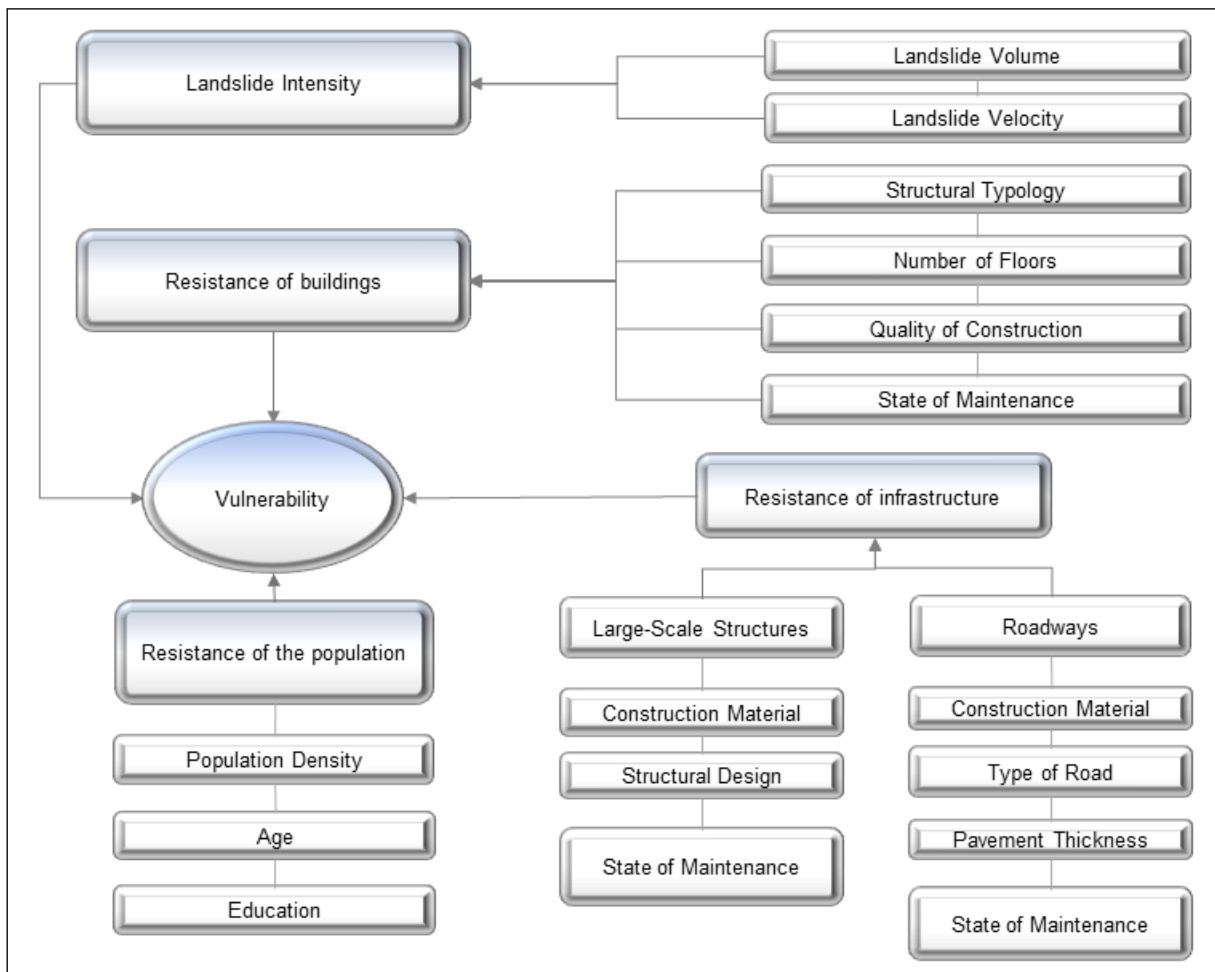 Landslide Intensity
Landslide Volume
Landslide Velocity
Resistance of buildings
Structural Typology
Number of Floors
Quality of Construction
State of Maintenance
Vulnerability
Resistance of infrastructure
Resistance of the population
Population Density
Age
Education
Large-Scale Structures
Construction Material
Structural Design
State of Maintenance
Roadways
Construction Material
Type of Road
Pavement Thickness
State of Maintenance